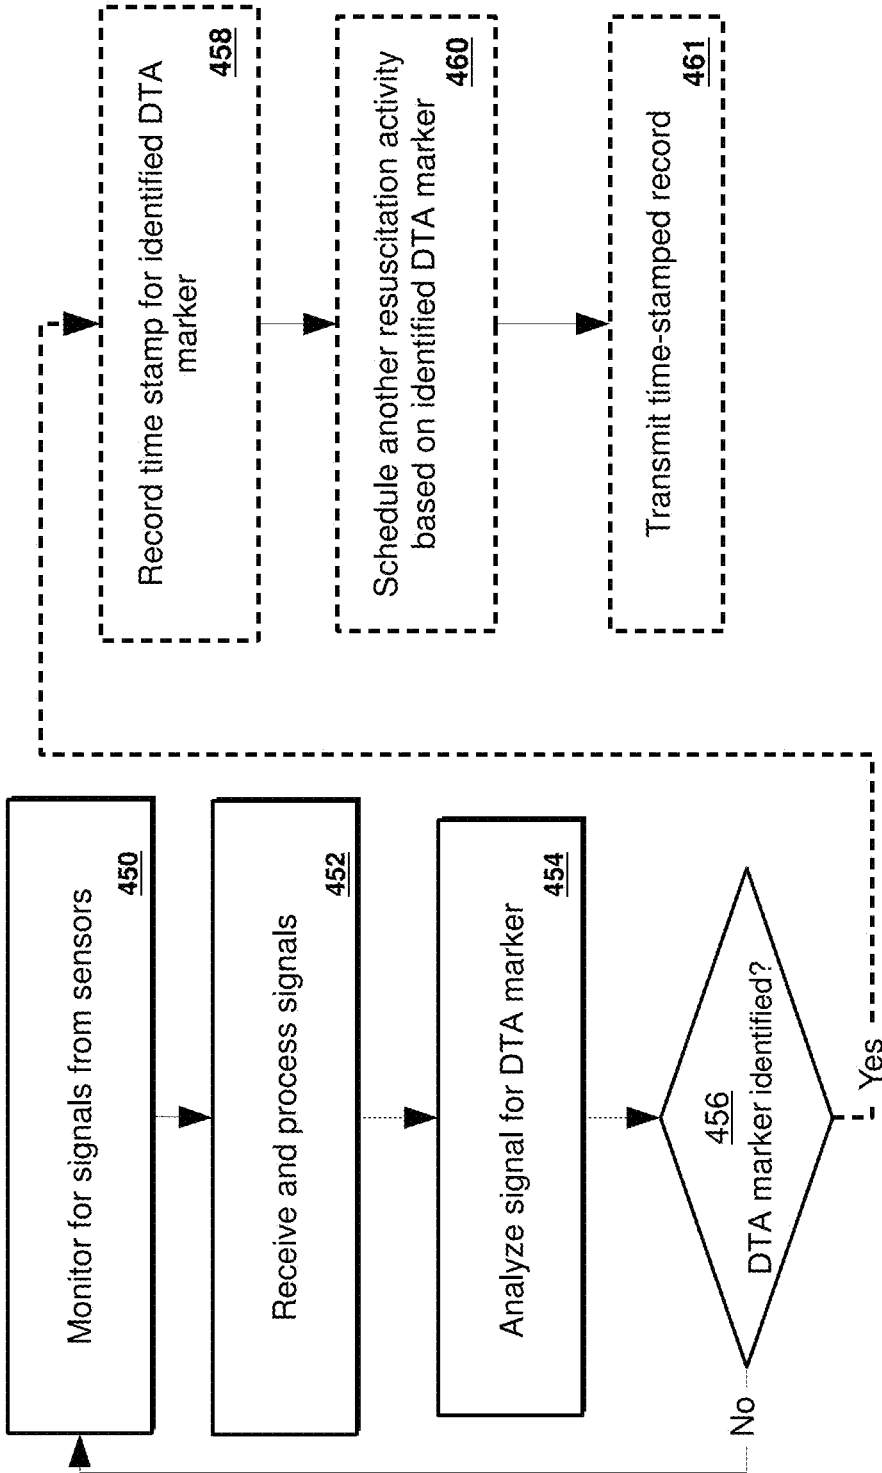 Monitor for signals from sensors
450
Receive and process signals
452
Analyze signal for DTA marker
454
456
DTA marker identified?
No
Yes
Record time stamp for identified DTA
marker
458
Schedule another resuscitation activity
based on identified DTA marker
460
Transmit time-stamped record
461